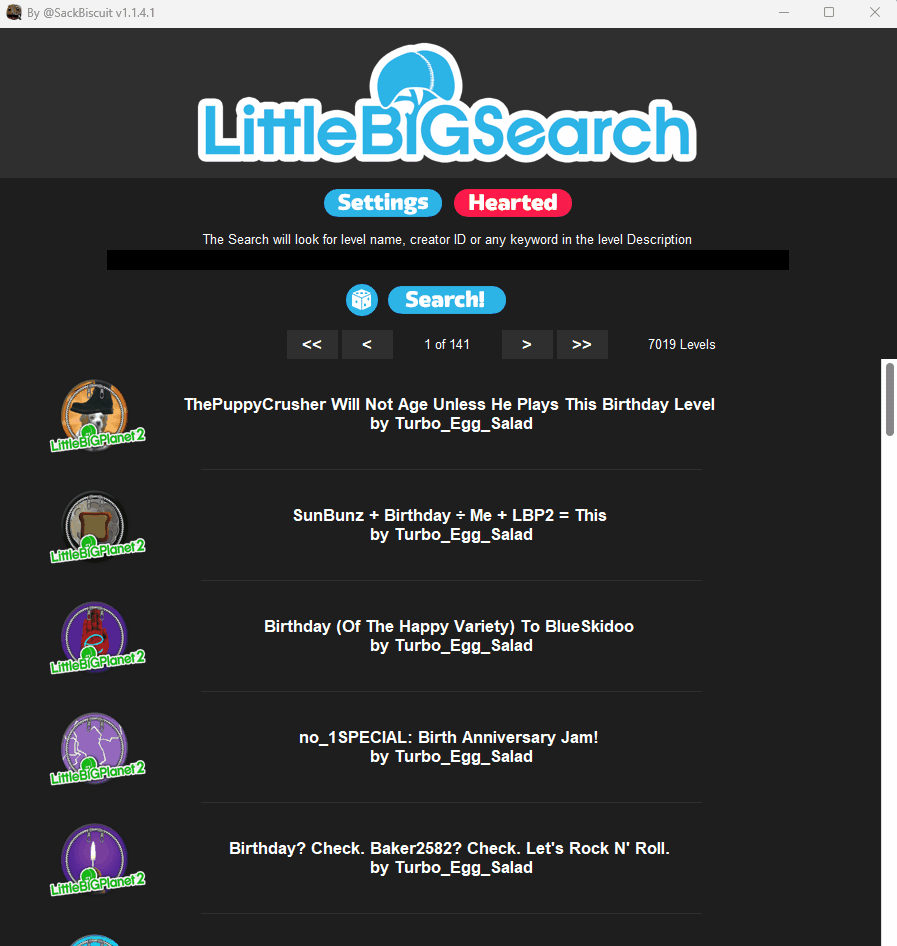 By @SackBiscuit v1.1.4.1
LittleBIGSearch
Settings Hearted
The Search will look for level name, creator ID or any keyword in the level Description
Search!
<< < 1 of 141 > >> 7019 Levels
ThePuppyCrusher Will Not Age Unless He Plays This Birthday Level
by Turbo_Egg_Salad
LittleBIGPlanet 2
SunBunz + Birthday ÷ Me + LBP2 = This
by Turbo_Egg_Salad
LittleBIGPlanet 2
Birthday (Of The Happy Variety) To BlueSkidoo
by Turbo_Egg_Salad
LittleBIGPlanet 2
no_1SPECIAL: Birth Anniversary Jam!
by Turbo_Egg_Salad
LittleBIGPlanet 2
Birthday? Check. Baker2582? Check. Let's Rock N' Roll.
by Turbo_Egg_Salad
LittleBIGPlanet 2